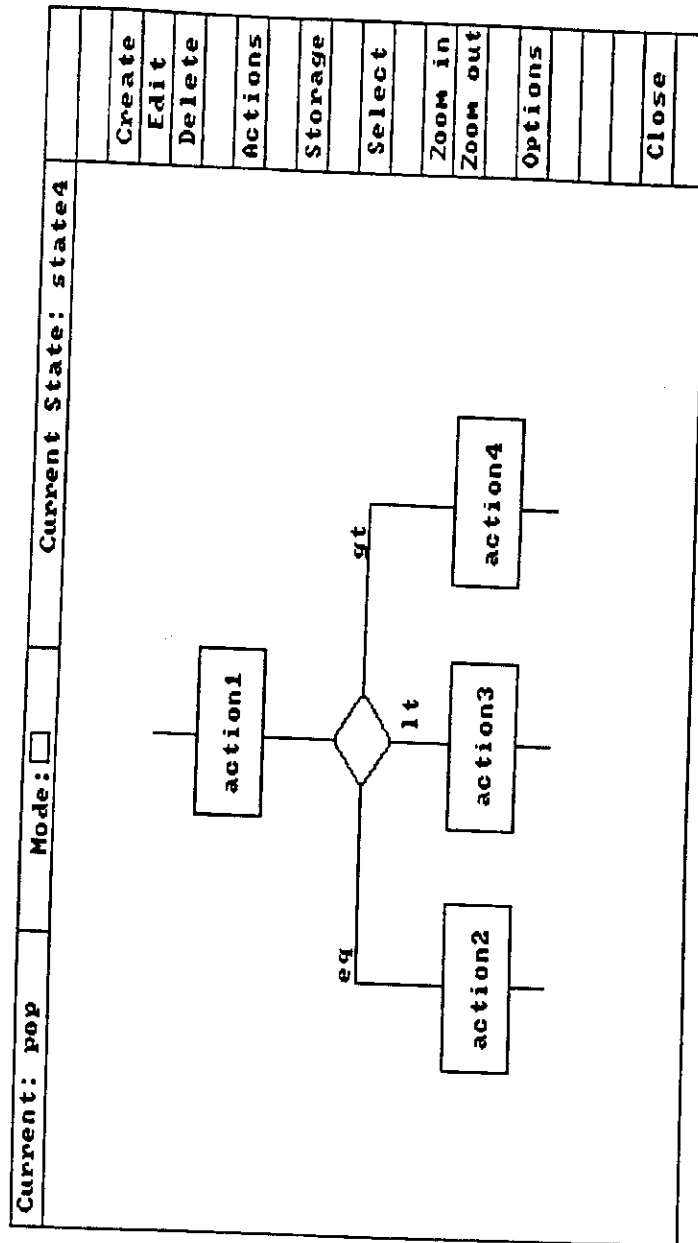 Current: pop
Mode:
Current State: state4
Create
Edit
Delete
Actions
Storage
Select
Zoom in
Zoom out
Options
Close
action1
eq
lt
gt
action2
action3
action4